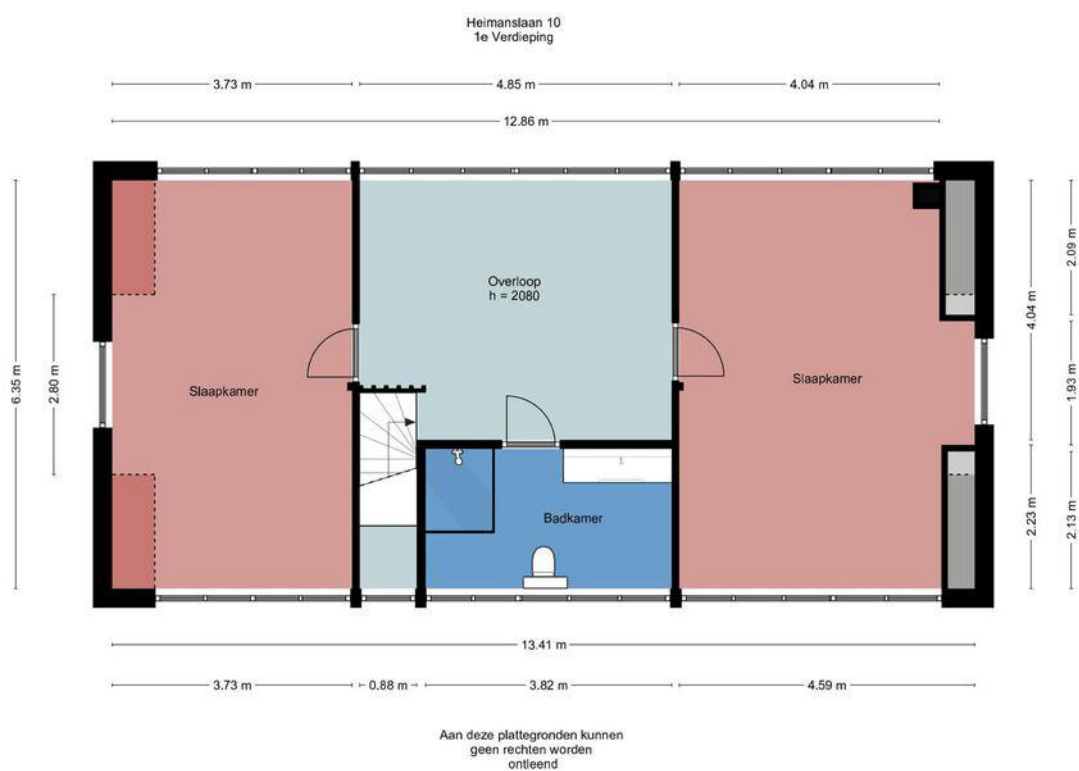 Heimanslaan 10
1e Verdieping
3.73 m
4.85 m
4.04 m
12.86 m
6.35 m
2.80 m
Overloop
h = 2080
Slaapkamer
Slaapkamer
Badkamer
4.04 m
2.23 m
2.09 m
1.93 m
2.13 m
13.41 m
3.73 m
0.88 m
3.82 m
4.59 m
Aan deze plattegronden kunnen
geen rechten worden
ontleend